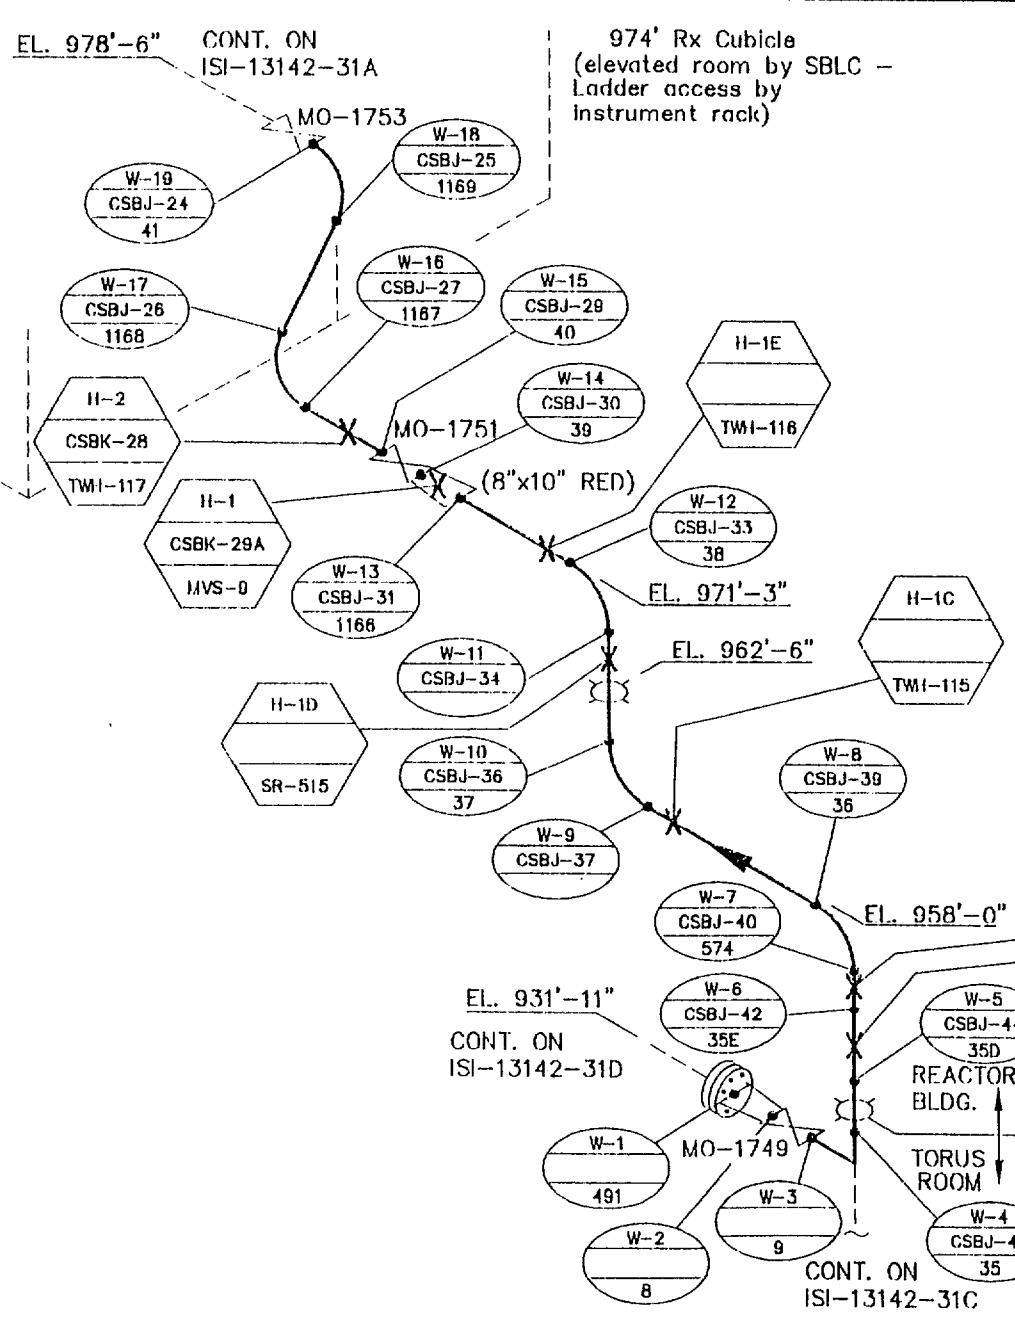 EL. 978'-6"
CONT. ON
ISI-13142-31A
974' Rx Cubicle
(elevated room by SBLC -
Ladder access by
instrument rack)
MO-1753
W-18
CSBJ-25
1169
W-19
CSBJ-24
41
W-16
CSBJ-27
1167
W-17
CSBJ-26
1168
W-15
CSBJ-29
40
H-1E
TWH-116
W-14
CSBJ-30
39
H-2
CSBK-28
TWH-117
MO-1751
(8"x10" RED)
H-1
CSBK-29A
MVS-9
W-12
CSBJ-33
38
W-13
CSBJ-31
1166
EL. 971'-3"
H-1C
TWH-115
W-11
CSBJ-34
EL. 962'-6"
H-1D
SR-515
W-10
CSBJ-36
37
W-8
CSBJ-39
36
W-9
CSBJ-37
W-7
CSBJ-40
574
EL. 958'-0"
EL. 931'-11"
CONT. ON
ISI-13142-31D
W-6
CSBJ-42
35E
W-5
CSBJ-4
35D
REACTOR
BLDG.
TORUS
ROOM
W-1
491
MO-1749
W-3
9
W-2
8
W-4
CSBJ-4
35
CONT. ON
ISI-13142-31C